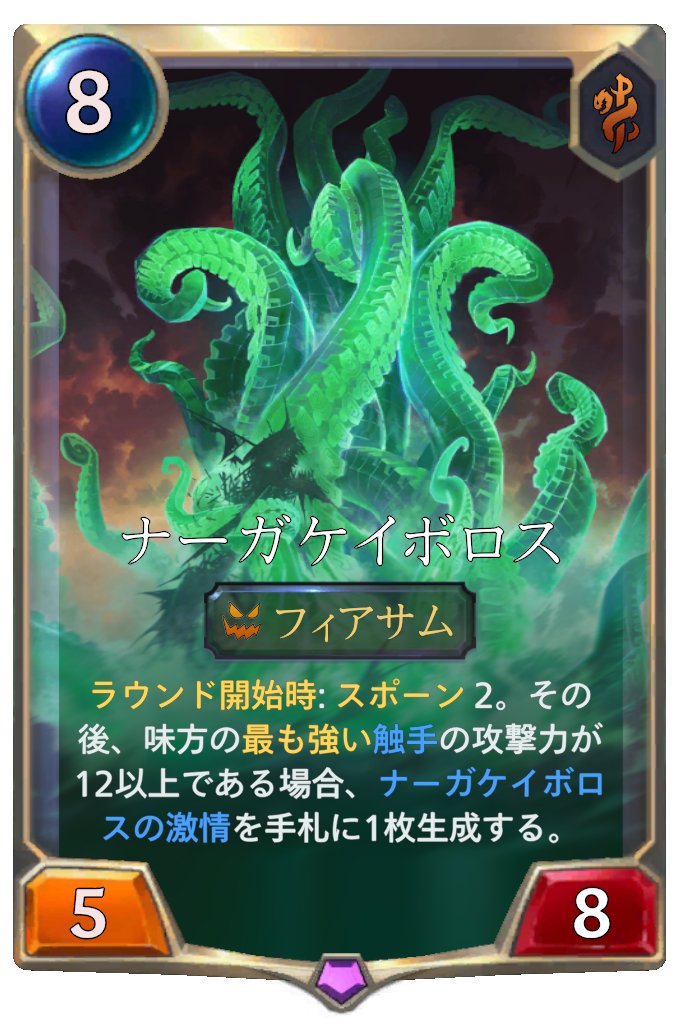 8
ナーガケイボロス
フィアサム
ラウンド開始時: スポーン 2。その
後、味方の最も強い触手の攻撃力が
12以上である場合、ナーガケイボロ
スの激情を手札に1枚生成する。
5
8